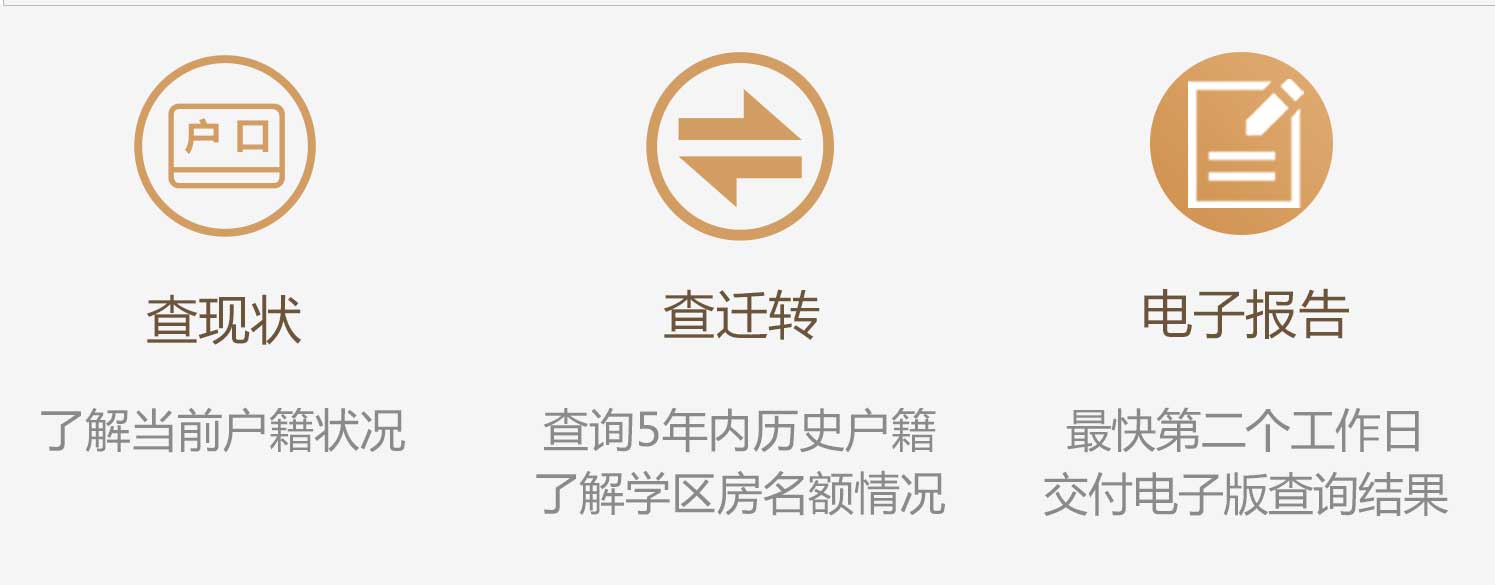 户口
查现状
了解当前户籍状况
查迁转
查询5年内历史户籍
了解学区房名额情况
电子报告
最快第二个工作日
交付电子版查询结果